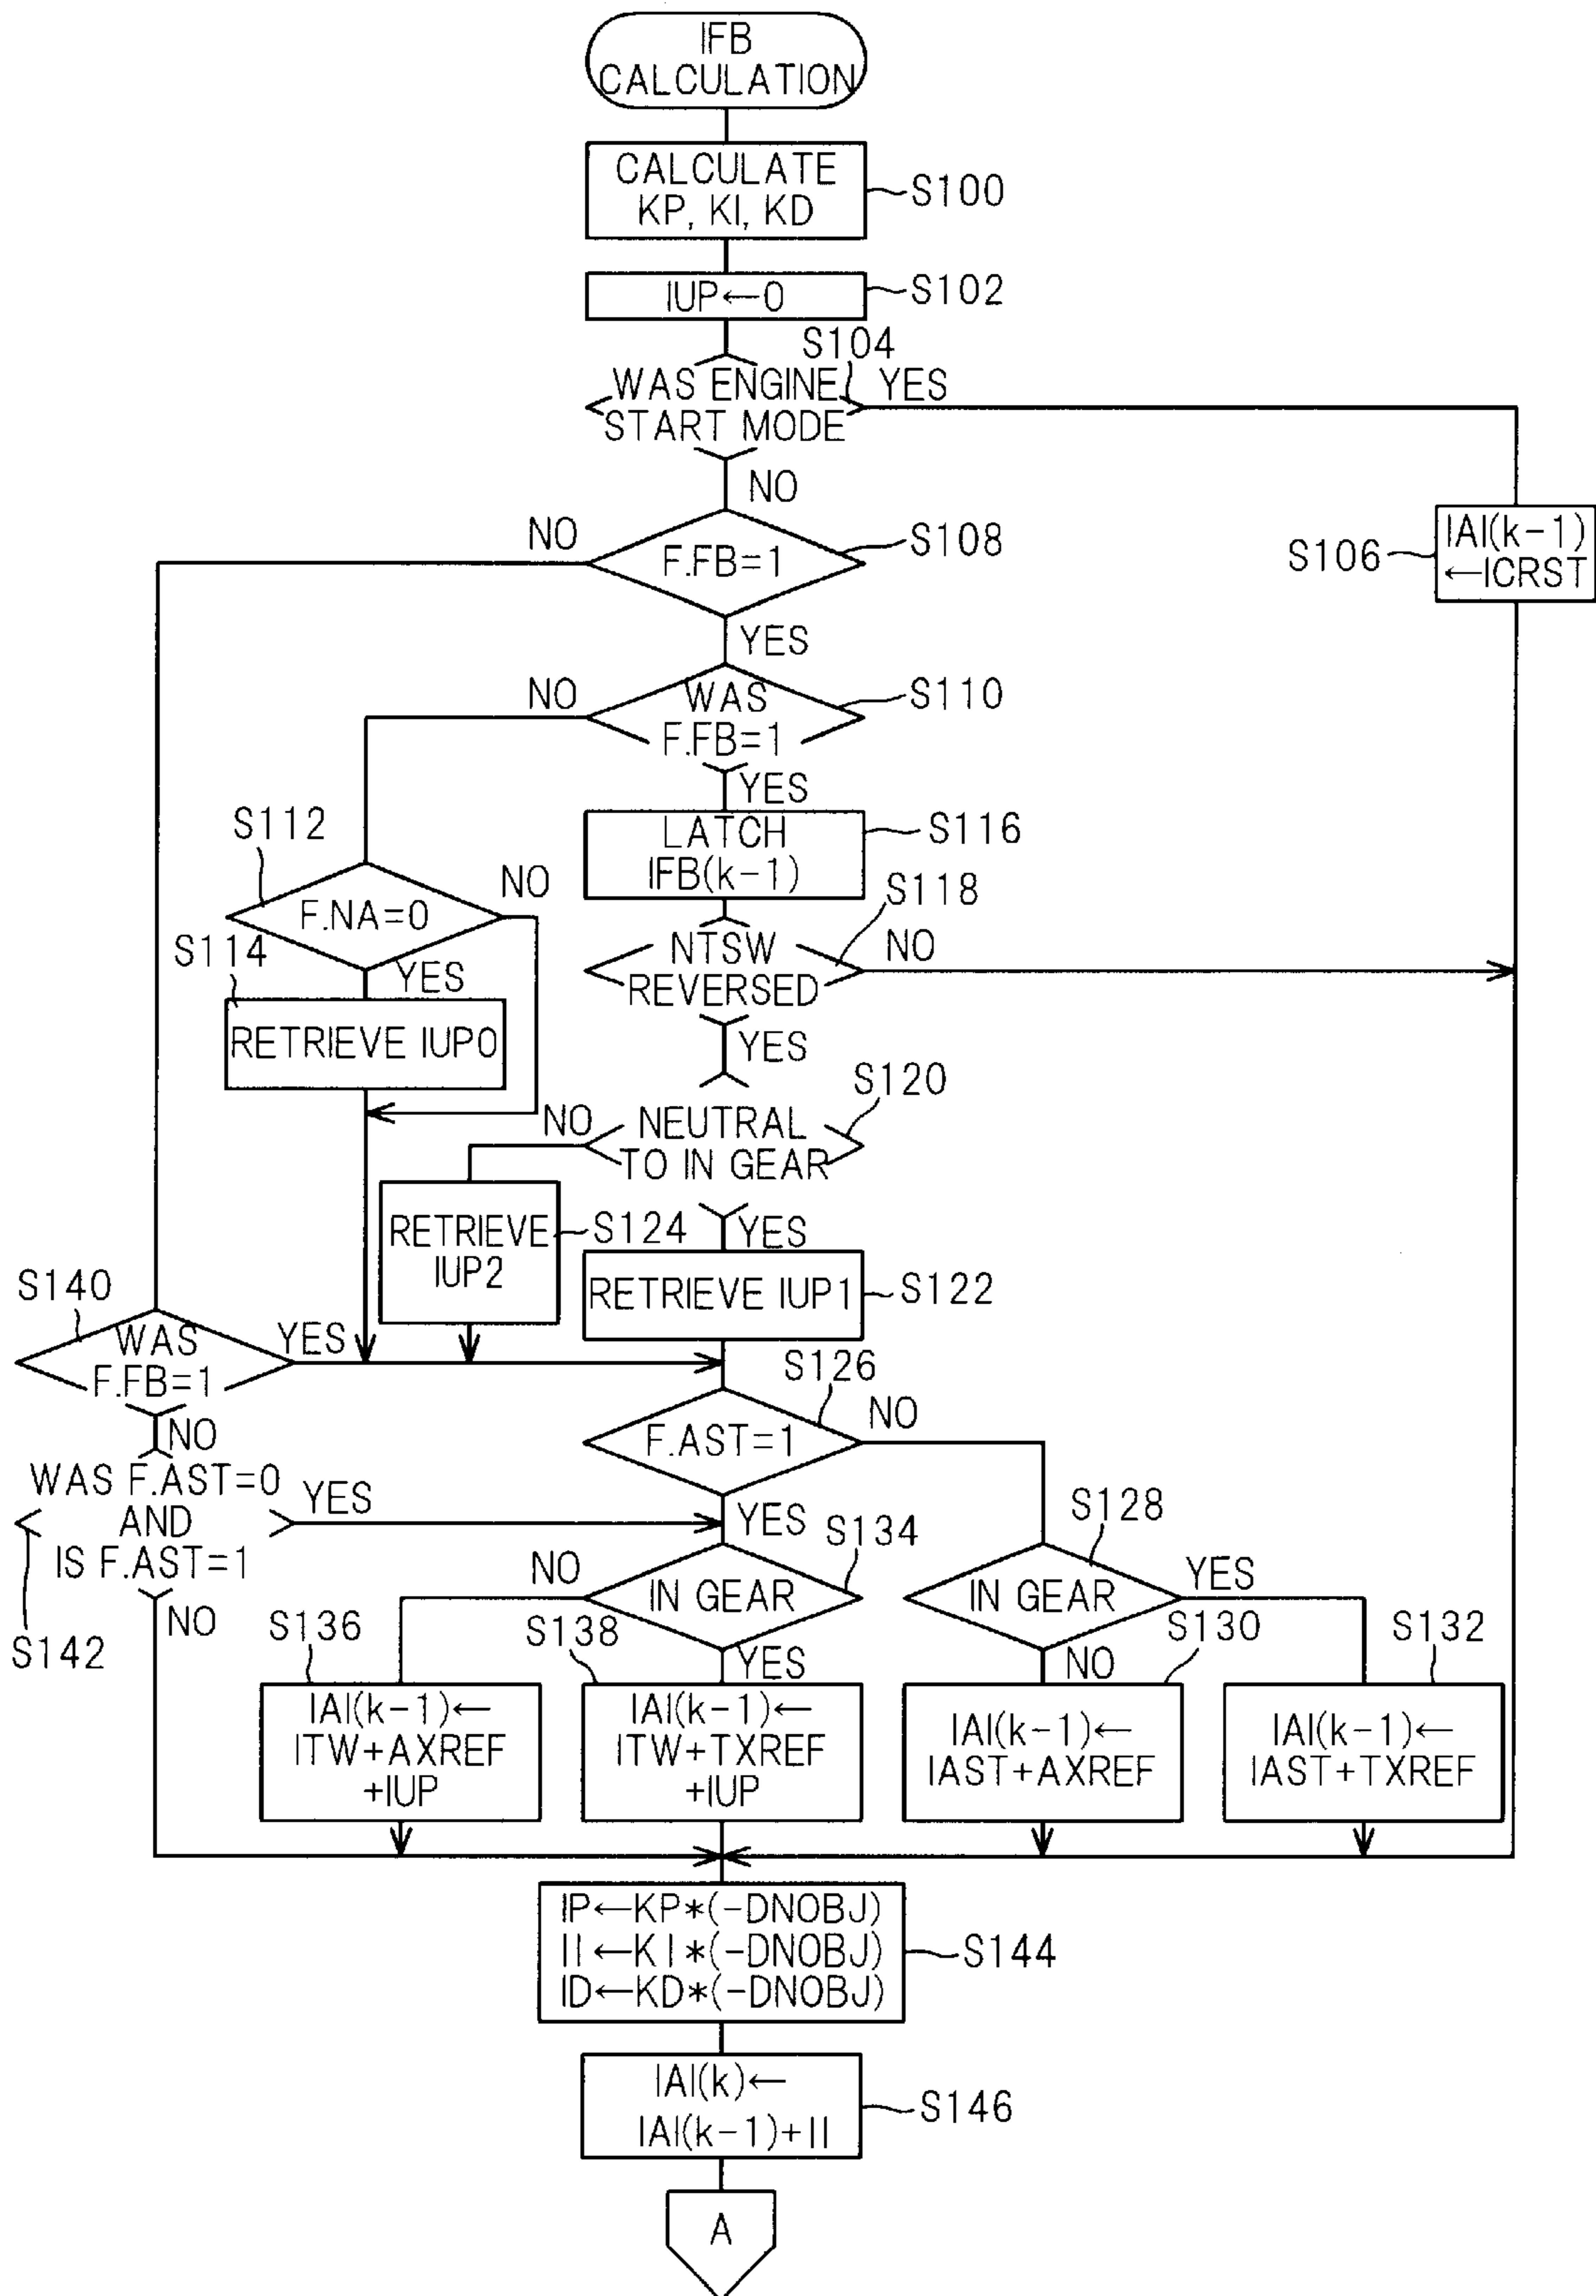 IFB
CALCULATION
CALCULATE
KP, KI, KD
S100
IUP←0
S102
S104
WAS ENGINE
START MODE
YES
NO
IAI(k-1)
←ICRST
S106
F.FB=1
S108
NO
YES
WAS
F.FB=1
S110
NO
YES
LATCH
IFB(k-1)
S116
S112
F.NA=0
NO
YES
S114
RETRIEVE IUP0
S118
NTSW
REVERSED
NO
YES
S120
NEUTRAL
TO IN GEAR
NO
YES
RETRIEVE
IUP2
S124
RETRIEVE IUP1
S122
S140
WAS
F.FB=1
YES
NO
S126
F.AST=1
NO
YES
WAS F.AST=0
AND
IS F.AST=1
YES
NO
S142
S134
IN GEAR
NO
YES
S128
IN GEAR
YES
NO
S136
IAI(k-1)←
ITW+AXREF
+IUP
S138
IAI(k-1)←
ITW+TXREF
+IUP
S130
IAI(k-1)←
IAST+AXREF
S132
IAI(k-1)←
IAST+TXREF
IP←KP*(-DNOBJ)
II←KI*(-DNOBJ)
ID←KD*(-DNOBJ)
S144
IAI(k)←
IAI(k-1)+II
S146
A